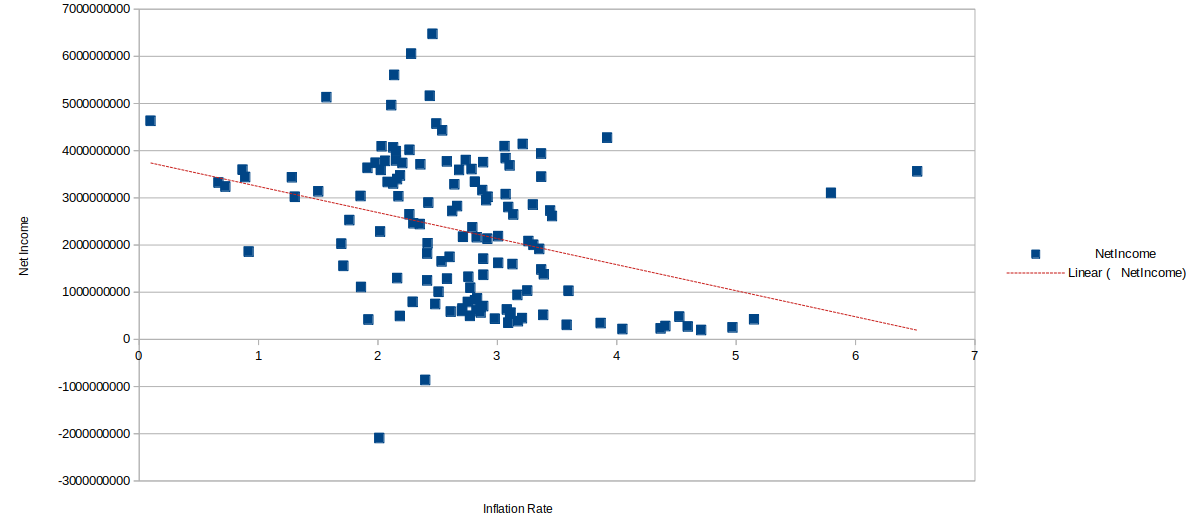 7000000000
6000000000
5000000000
4000000000
3000000000
2000000000
1000000000
0
-1000000000
-2000000000
-3000000000
0 1 2 3 4 5 6 7
Net Income
Inflation Rate
NetIncome
Linear ( NetIncome)